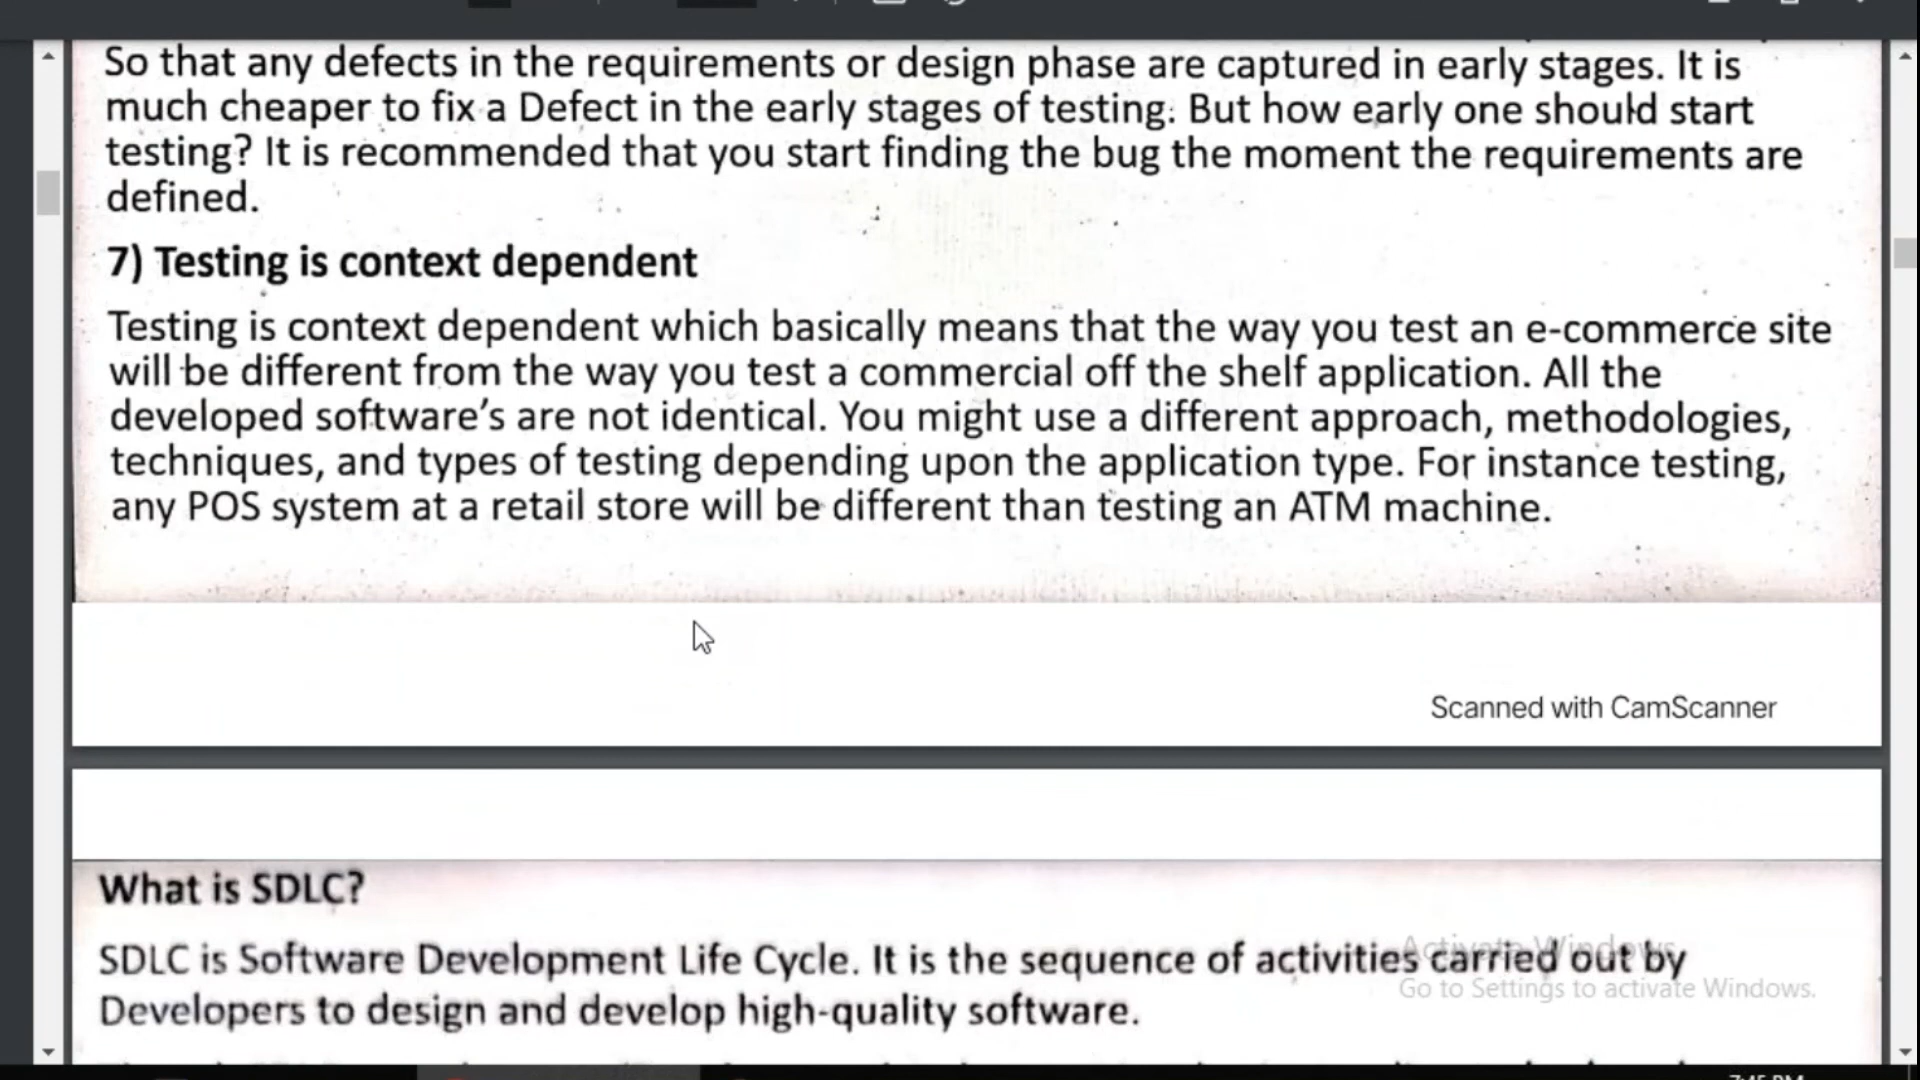 So that any defects in the requirements or design phase are captured in early stages. It is
much cheaper to fix a Defect in the early stages of testing. But how early one should start
testing? It is recommended that you start finding the bug the moment the requirements are
defined.
7) Testing is context dependent
Testing is context dependent which basically means that the way you test an e-commerce site
will be different from the way you test a commercial off the shelf application. All the
developed software's are not identical. You might use a different approach, methodologies,
techniques, and types of testing depending upon the application type. For instance testing,
any POS system at a retail store will be different than testing an ATM machine.
Scanned with CamScanner
What is SDLC?
SDLC is Software Development Life Cycle. It is the sequence of activities carried out by
Developers to design and develop high-quality software.
Activate Windows
Go to Settings to activate Windows.